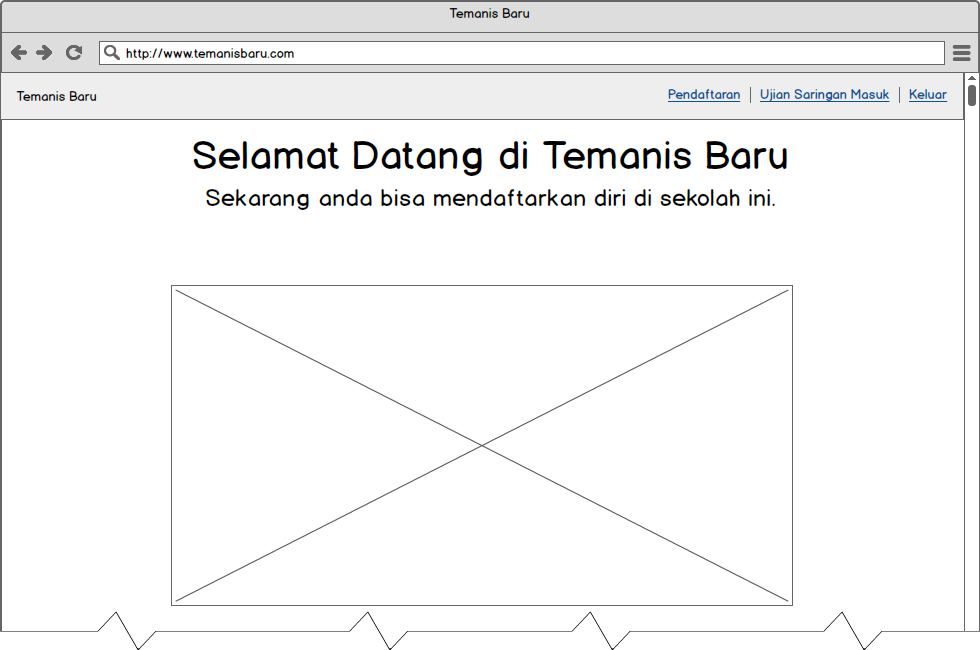 Temanis Baru
http://www.temanisbaru.com
Temanis Baru
Pendaftaran | Ujian Saringan Masuk | Keluar
Selamat Datang di Temanis Baru
Sekarang anda bisa mendaftarkan diri di sekolah ini.